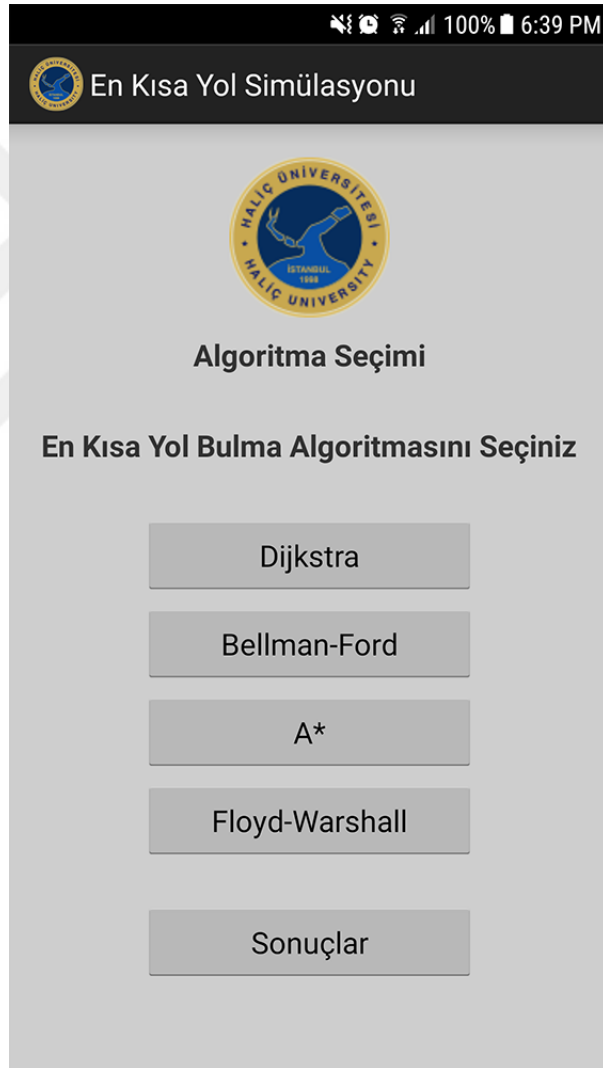 100% 6:39 PM
En Kısa Yol Simülasyonu
HALİÇ ÜNİVERSİTESİ
İSTANBUL
1998
HALİÇ UNIVERSITY
Algoritma Seçimi
En Kısa Yol Bulma Algoritmasını Seçiniz
Dijkstra
Bellman-Ford
A*
Floyd-Warshall
Sonuçlar